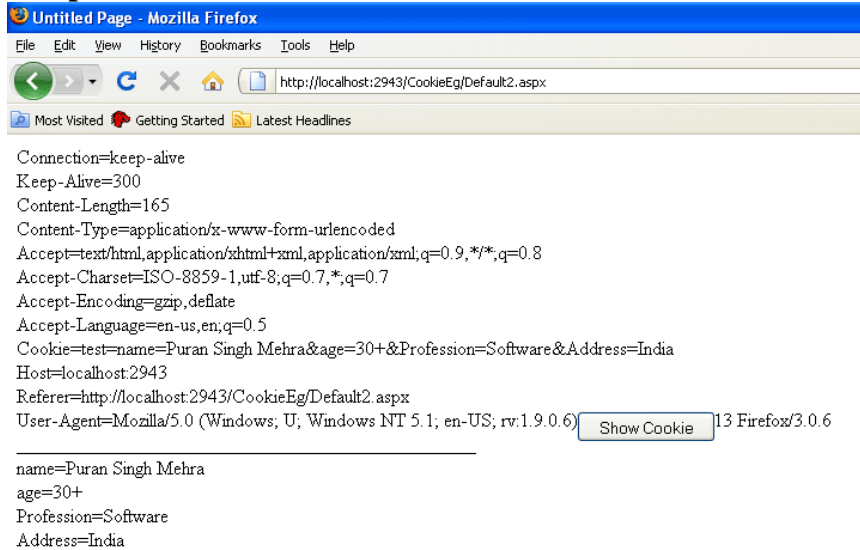 Untitled Page - Mozilla Firefox
File Edit View History Bookmarks Tools Help
http://localhost:2943/CookieEg/Default2.aspx
Most Visited Getting Started Latest Headlines
Connection=keep-alive
Keep-Alive=300
Content-Length=165
Content-Type=application/x-www-form-urlencoded
Accept=text/html,application/xhtml+xml,application/xml;q=0.9,*/*;q=0.8
Accept-Charset=ISO-8859-1,utf-8;q=0.7,*;q=0.7
Accept-Encoding=gzip,deflate
Accept-Language=en-us,en;q=0.5
Cookie=test=name=Puran Singh Mehra&age=30+&Profession=Software&Address=India
Host=localhost:2943
Referer=http://localhost:2943/CookieEg/Default2.aspx
User-Agent=Mozilla/5.0 (Windows; U; Windows NT 5.1; en-US; rv:1.9.0.6) Show Cookie 13 Firefox/3.0.6
name=Puran Singh Mehra
age=30+
Profession=Software
Address=India